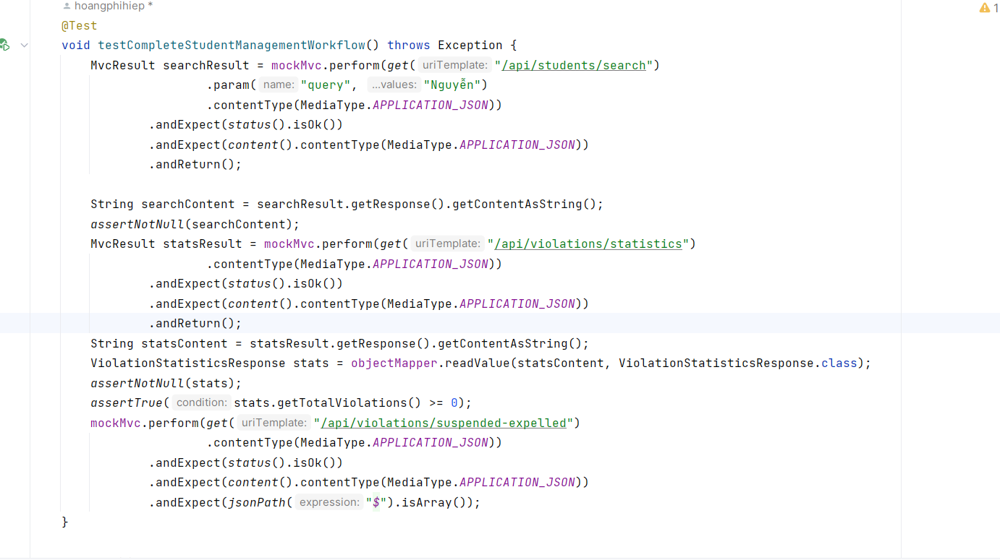 hoangphihiep *
1
@Test
void testCompleteStudentManagementWorkflow() throws Exception {
MvcResult searchResult = mockMvc.perform(get( uriTemplate: "/api/students/search")
.param( name: "query", ...values: "Nguyễn")
.contentType(MediaType.APPLICATION_JSON))
.andExpect(status().isOk())
.andExpect(content().contentType(MediaType.APPLICATION_JSON))
.andReturn();
String searchContent = searchResult.getResponse().getContentAsString();
assertNotNull(searchContent);
MvcResult statsResult = mockMvc.perform(get( uriTemplate: "/api/violations/statistics")
.contentType(MediaType.APPLICATION_JSON))
.andExpect(status().isOk())
.andExpect(content().contentType(MediaType.APPLICATION_JSON))
.andReturn();
String statsContent = statsResult.getResponse().getContentAsString();
ViolationStatisticsResponse stats = objectMapper.readValue(statsContent, ViolationStatisticsResponse.class);
assertNotNull(stats);
assertTrue( condition: stats.getTotalViolations() >= 0);
mockMvc.perform(get( uriTemplate: "/api/violations/suspended-expelled")
.contentType(MediaType.APPLICATION_JSON))
.andExpect(status().isOk())
.andExpect(content().contentType(MediaType.APPLICATION_JSON))
.andExpect(jsonPath( expression: "$").isArray());
}